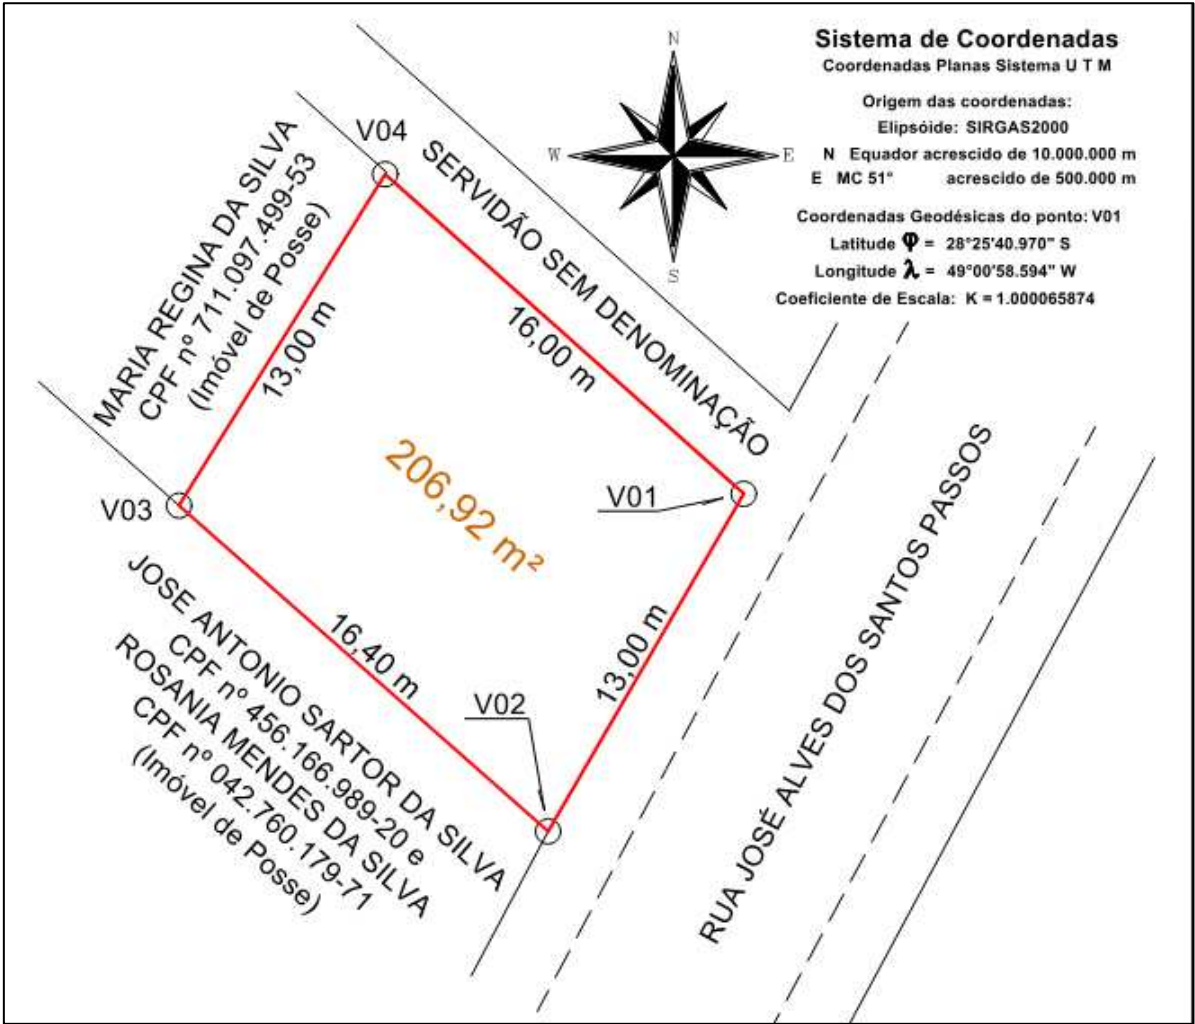 N
W
E
S
Sistema de Coordenadas
Coordenadas Planas Sistema U T M
Origem das coordenadas:
Elipsóide: SIRGAS2000
N Equador acrescido de 10.000.000 m
E MC 51° acrescido de 500.000 m
Coordenadas Geodésicas do ponto: V01
Latitude φ = 28°25'40.970" S
Longitude λ = 49°00'58.594" W
Coeficiente de Escala: K = 1.000065874
V04
SERVIDÃO SEM DENOMINAÇÃO
MARIA REGINA DA SILVA
CPF nº 711.097.499-53
(Imóvel de Posse)
13,00 m
16,00 m
206,92 m²
V01
V03
JOSE ANTONIO SARTOR DA SILVA
CPF nº 456.166.989-20 e
ROSANIA MENDES DA SILVA
CPF nº 042.760.179-71
(Imóvel de Posse)
16,40 m
V02
13,00 m
RUA JOSÉ ALVES DOS SANTOS PASSOS